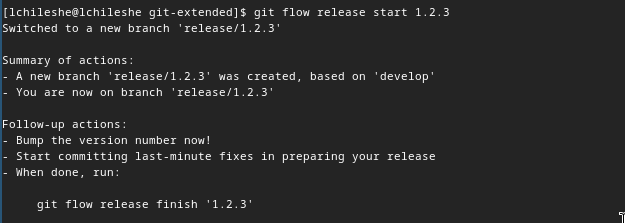 [lchileshe@lchileshe git-extended]$ git flow release start 1.2.3
Switched to a new branch 'release/1.2.3'
Summary of actions:
- A new branch 'release/1.2.3' was created, based on 'develop'
- You are now on branch 'release/1.2.3'
Follow-up actions:
- Bump the version number now!
- Start committing last-minute fixes in preparing your release
- When done, run:
git flow release finish '1.2.3'